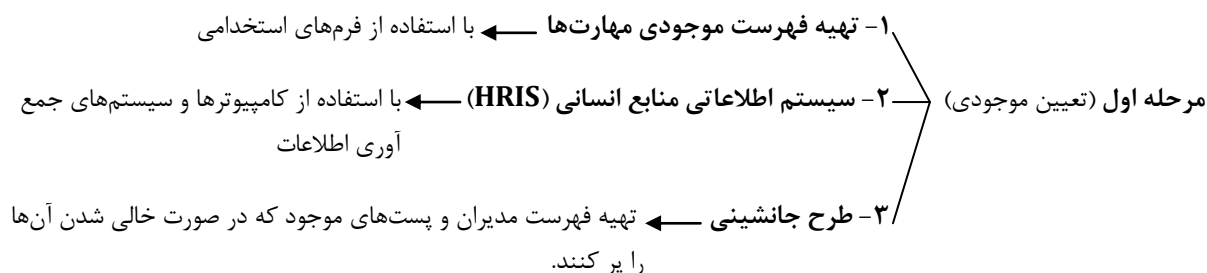 ۱- تهیه فهرست موجودی مهارت‌ها با استفاده از فرم‌های استخدامی
مرحله اول (تعیین موجودی) ۲- سیستم اطلاعاتی منابع انسانی (HRIS) با استفاده از کامپیوترها و سیستم‌های جمع
آوری اطلاعات
۳- طرح جانشینی تهیه فهرست مدیران و پست‌های موجود که در صورت خالی شدن آن‌ها
را پر کنند.